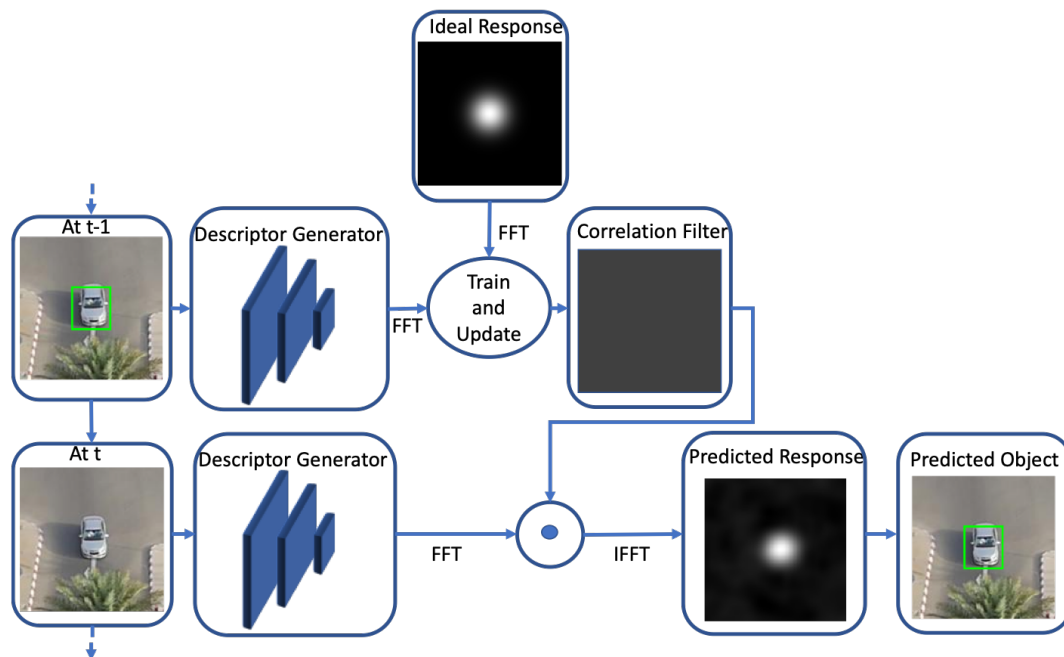 Ideal Response
At t-1
Descriptor Generator
FFT
FFT
Train
and
Update
Correlation Filter
At t
Descriptor Generator
FFT
IFFT
Predicted Response
Predicted Object